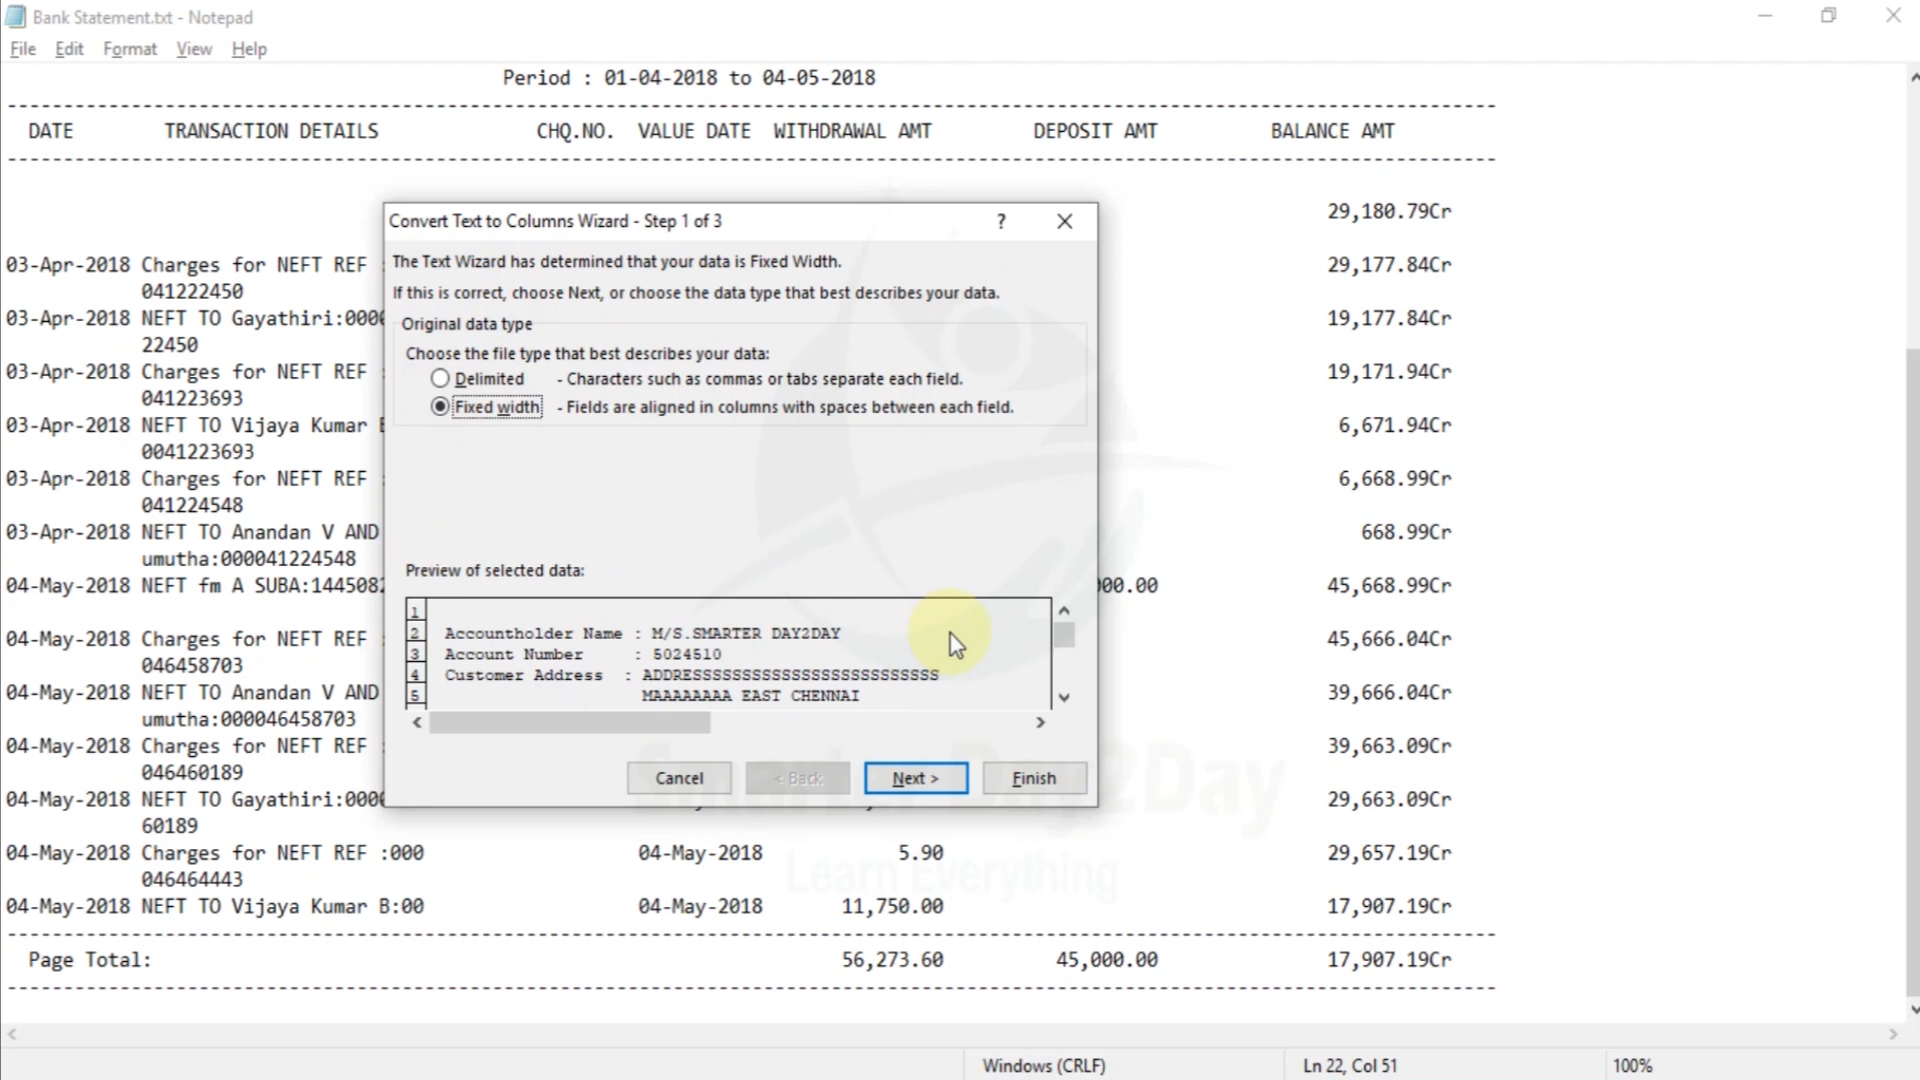 Bank Statement.txt - Notepad
File Edit Format View Help
Period : 01-04-2018 to 04-05-2018
DATE TRANSACTION DETAILS CHQ.NO. VALUE DATE WITHDRAWAL AMT DEPOSIT AMT BALANCE AMT
29,180.79Cr
03-Apr-2018 Charges for NEFT REF : 29,177.84Cr
041222450
03-Apr-2018 NEFT TO Gayathiri:0000 19,177.84Cr
22450
03-Apr-2018 Charges for NEFT REF : 19,171.94Cr
041223693
03-Apr-2018 NEFT TO Vijaya Kumar B 6,671.94Cr
0041223693
03-Apr-2018 Charges for NEFT REF : 6,668.99Cr
041224548
03-Apr-2018 NEFT TO Anandan V AND 668.99Cr
umutha:000041224548
04-May-2018 NEFT fm A SUBA:1445082 000.00 45,668.99Cr
04-May-2018 Charges for NEFT REF : 45,666.04Cr
046458703
04-May-2018 NEFT TO Anandan V AND 39,666.04Cr
umutha:000046458703
04-May-2018 Charges for NEFT REF : 39,663.09Cr
046460189
04-May-2018 NEFT TO Gayathiri:0000 29,663.09Cr
60189
04-May-2018 Charges for NEFT REF :000 04-May-2018 5.90 29,657.19Cr
046464443
04-May-2018 NEFT TO Vijaya Kumar B:00 04-May-2018 11,750.00 17,907.19Cr
Page Total: 56,273.60 45,000.00 17,907.19Cr
Windows (CRLF) Ln 22, Col 51 100%
Convert Text to Columns Wizard - Step 1 of 3 ?
The Text Wizard has determined that your data is Fixed Width.
If this is correct, choose Next, or choose the data type that best describes your data.
Original data type
Choose the file type that best describes your data:
Delimited - Characters such as commas or tabs separate each field.
Fixed width - Fields are aligned in columns with spaces between each field.
Preview of selected data:
1
2 Accountholder Name : M/S.SMARTER DAY2DAY
3 Account Number : 5024510
4 Customer Address : ADDRESSSSSSSSSSSSSSSSSSSSSSSSS
5 MAAAAAAAA EAST CHENNAI
Cancel < Back Next > Finish
Smarter Day2Day
Learn Everything